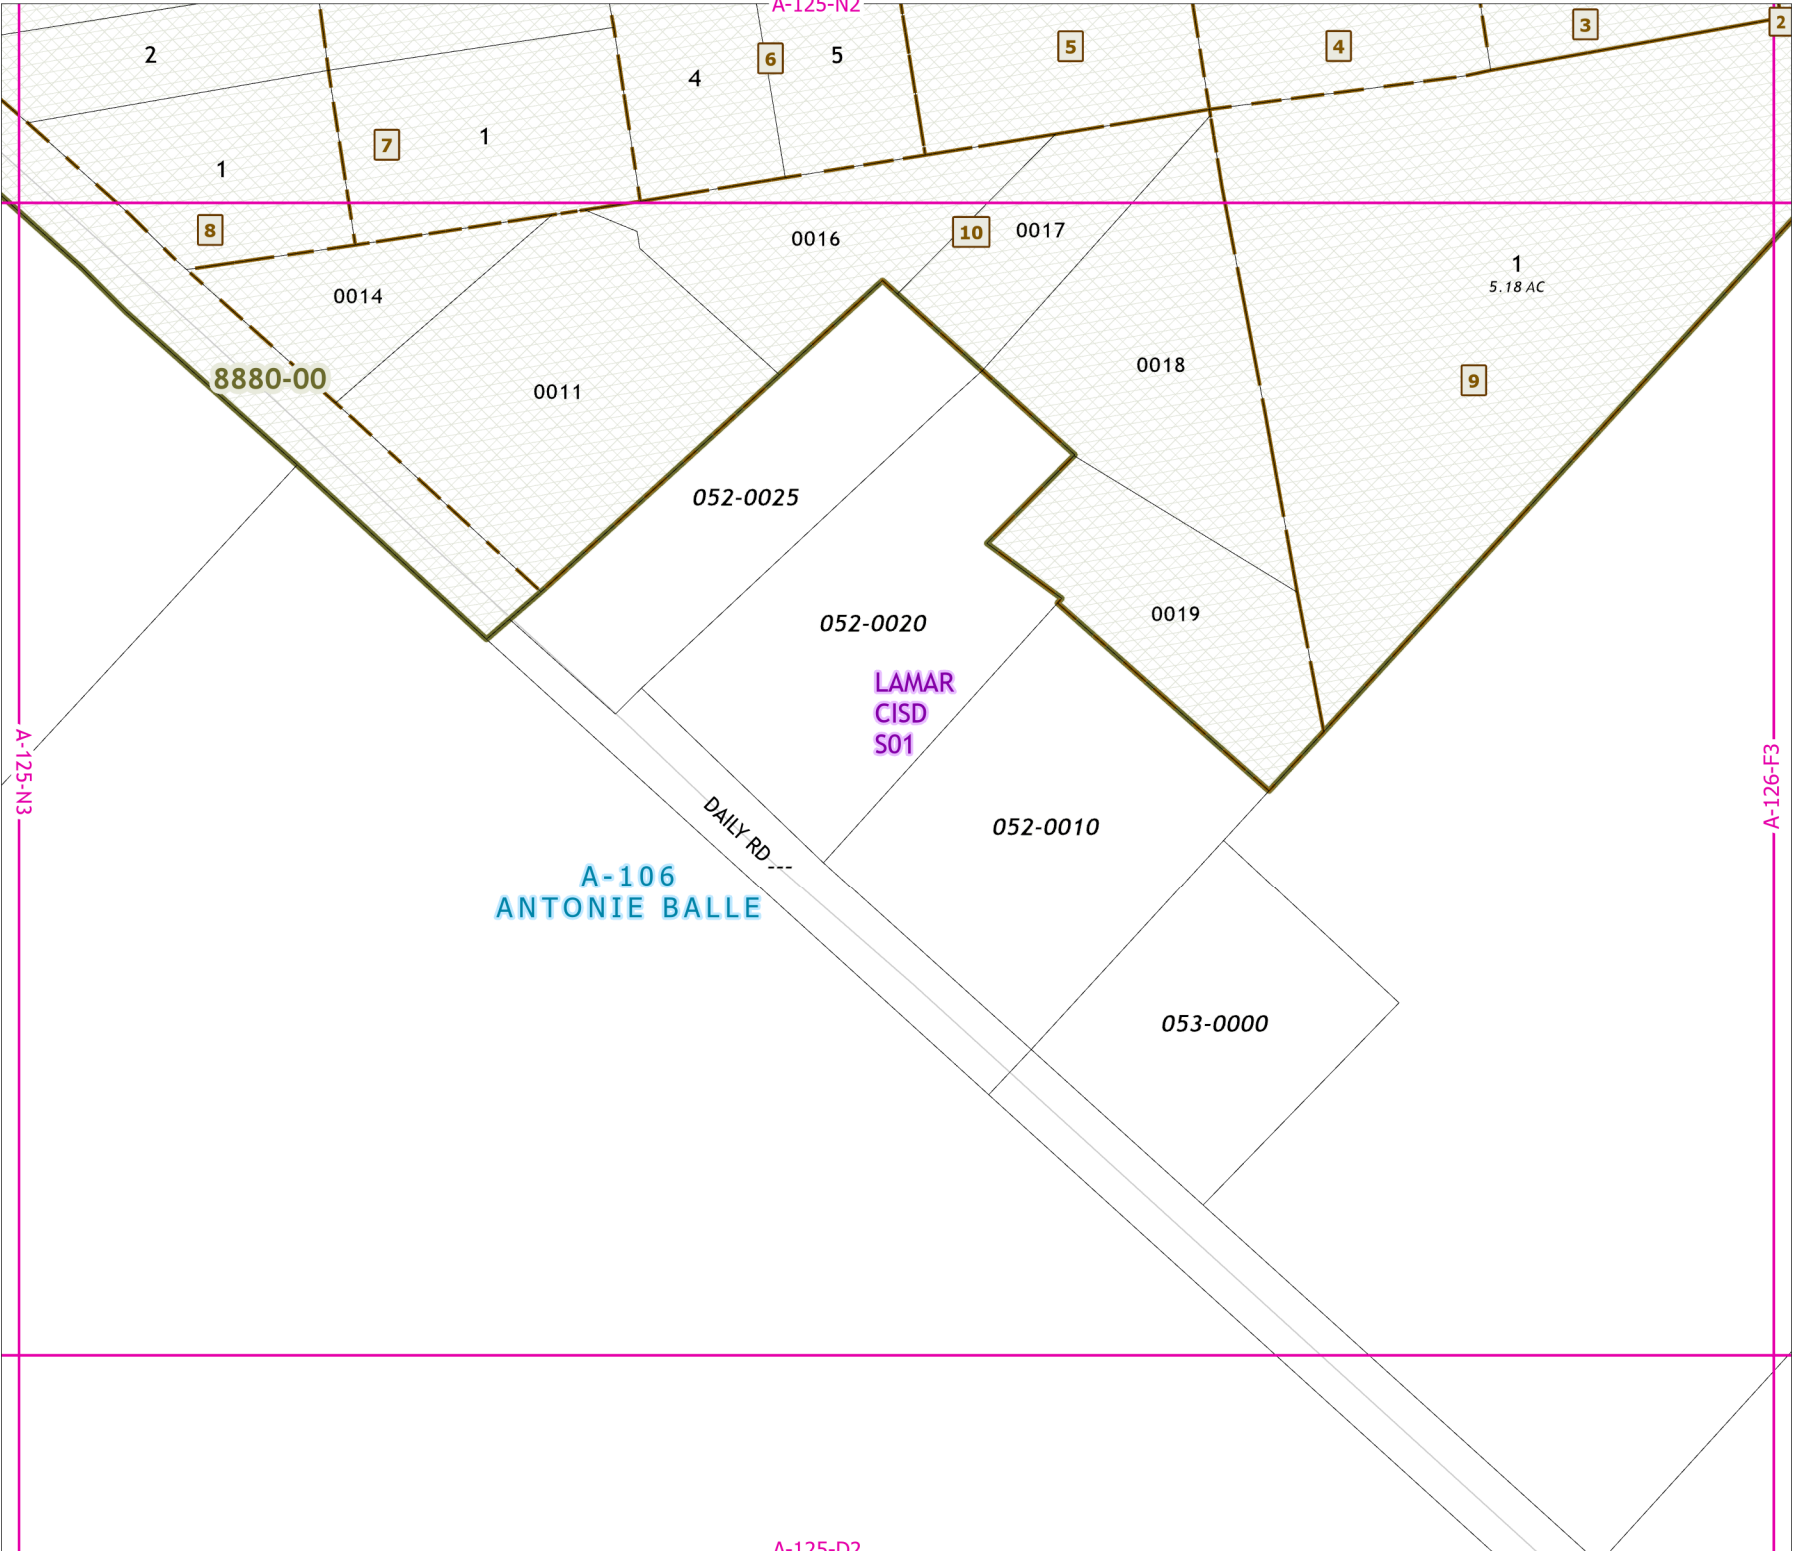 A-125-N2
2
6
5
5
4
3
2
4
7
1
1
8
0016
10
0017
0014
1
5.18 AC
8880-00
0011
0018
9
052-0025
052-0020
0019
LAMAR
CISD
S01
A-125-N3
A-126-F3
DAILY RD ---
052-0010
A-106
ANTONIE BALLE
053-0000
A-125-D2